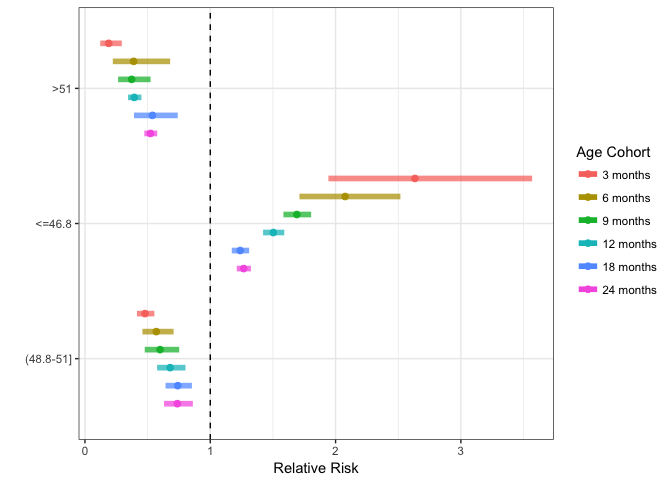 >51
<=46.8
(48.8-51]
0
1
2
3
Relative Risk
Age Cohort
3 months
6 months
9 months
12 months
18 months
24 months